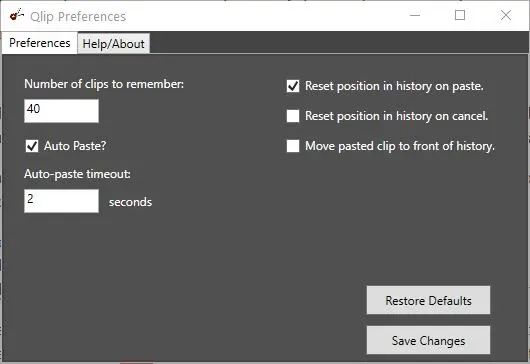 Qlip Preferences
Preferences
Help/About
Number of clips to remember:
40
Auto Paste?
Auto-paste timeout:
2
seconds
Reset position in history on paste.
Reset position in history on cancel.
Move pasted clip to front of history.
Restore Defaults
Save Changes